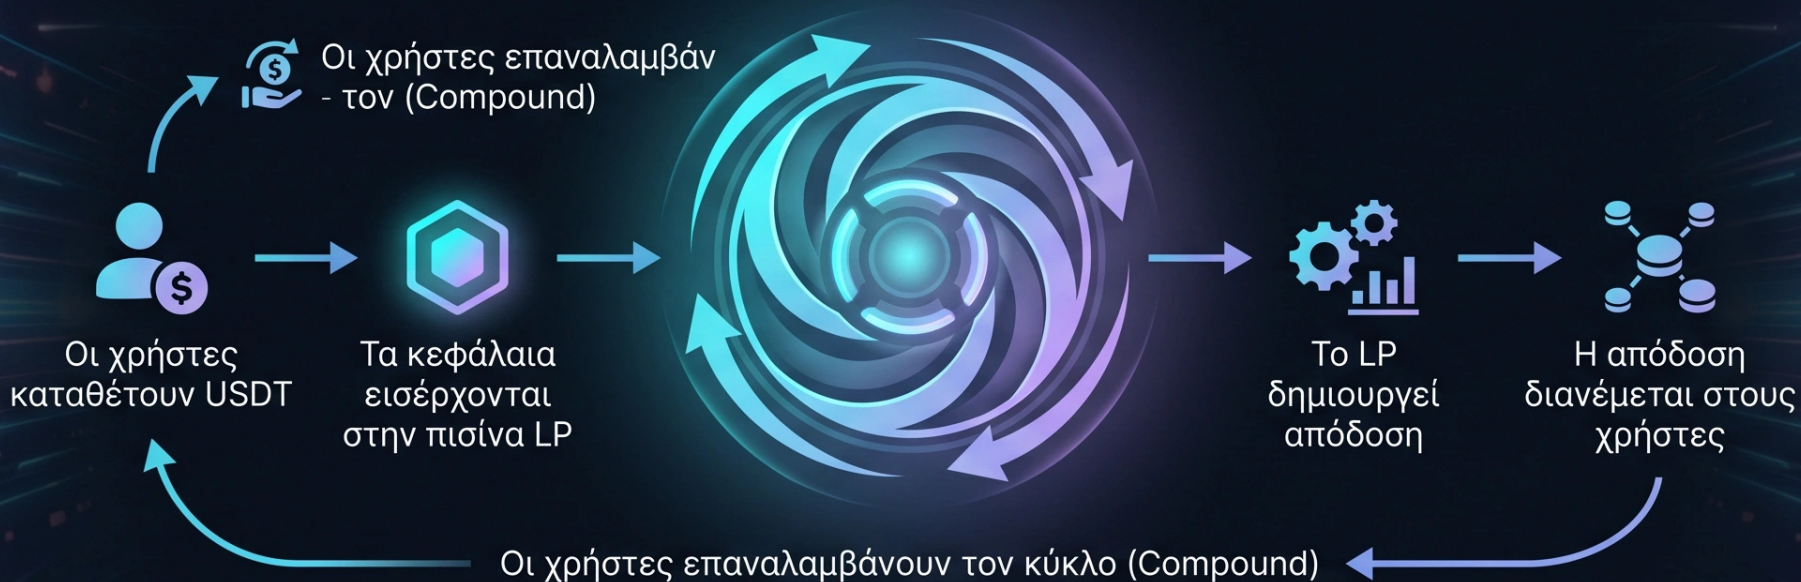 Οι χρήστες επαναλαμβάν
- τον (Compound)
Οι χρήστες
καταθέτουν USDT
Τα κεφάλαια
εισέρχονται
στην πισίνα LP
Το LP
δημιουργεί
απόδοση
Η απόδοση
διανέμεται στους
χρήστες
Οι χρήστες επαναλαμβάνουν τον κύκλο (Compound)